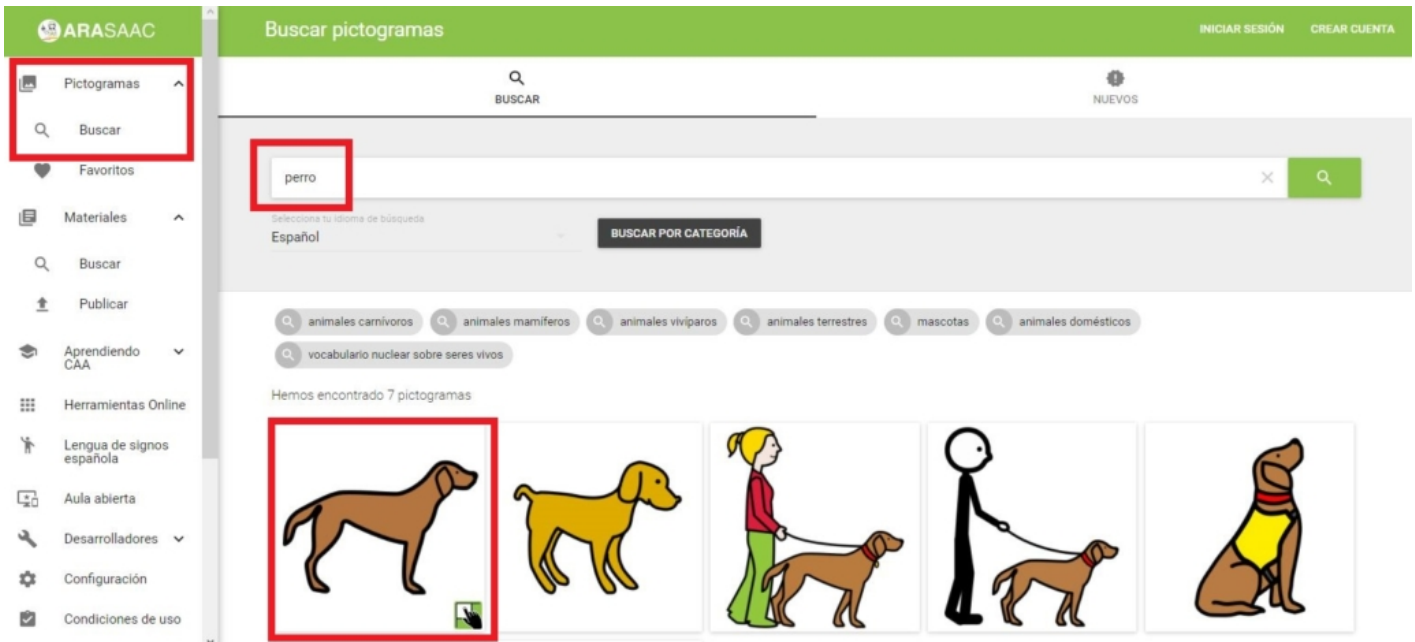 ARASAAC
Pictogramas
Buscar
Favoritos
Materiales
Buscar
Publicar
Aprendiendo
CAA
Herramientas Online
Lengua de signos
española
Aula abierta
Desarrolladores
Configuración
Condiciones de uso
Buscar pictogramas
INICIAR SESIÓN
CREAR CUENTA
BUSCAR
NUEVOS
perro
Selecciona tu idioma de búsqueda
Español
BUSCAR POR CATEGORÍA
animales carnívoros
animales mamíferos
animales vivíparos
animales terrestres
mascotas
animales domésticos
vocabulario nuclear sobre seres vivos
Hemos encontrado 7 pictogramas